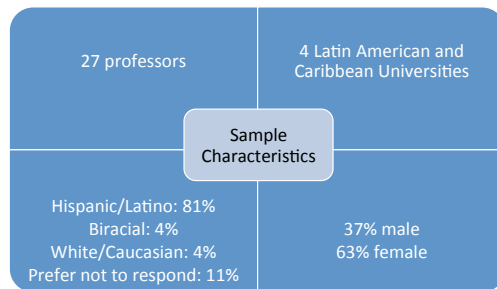 27 professors
4 Latin American and
Caribbean Universities
Sample
Characteristics
Hispanic/Latino: 81%
Biracial: 4%
White/Caucasian: 4%
Prefer not to respond: 11%
37% male
63% female